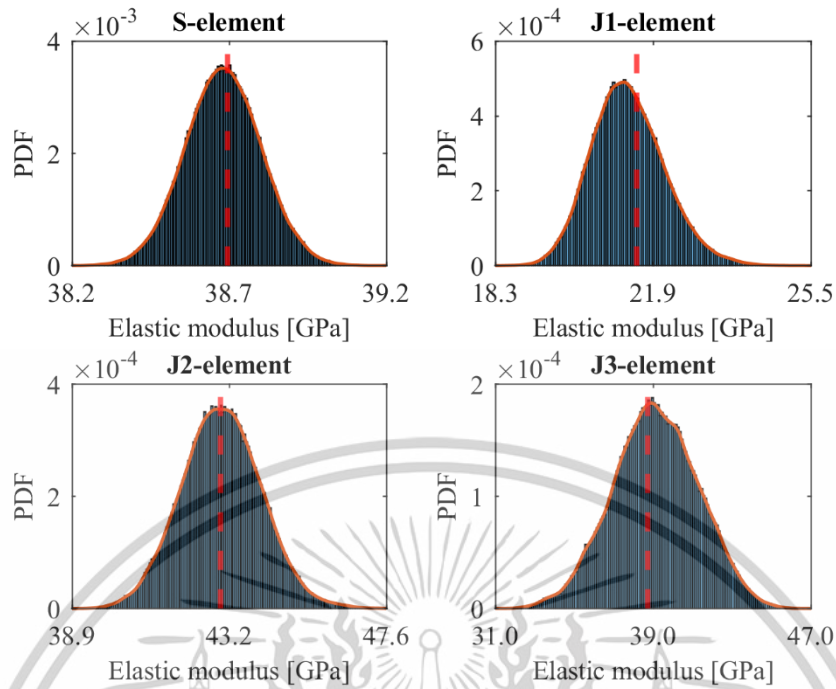 S-element
×10⁻³
4
2
0
PDF
38.2 38.7 39.2
Elastic modulus [GPa]
J1-element
×10⁻⁴
6
4
2
0
PDF
18.3 21.9 25.5
Elastic modulus [GPa]
J2-element
×10⁻⁴
4
2
0
PDF
38.9 43.2 47.6
Elastic modulus [GPa]
J3-element
×10⁻⁴
2
1
0
PDF
31.0 39.0 47.0
Elastic modulus [GPa]